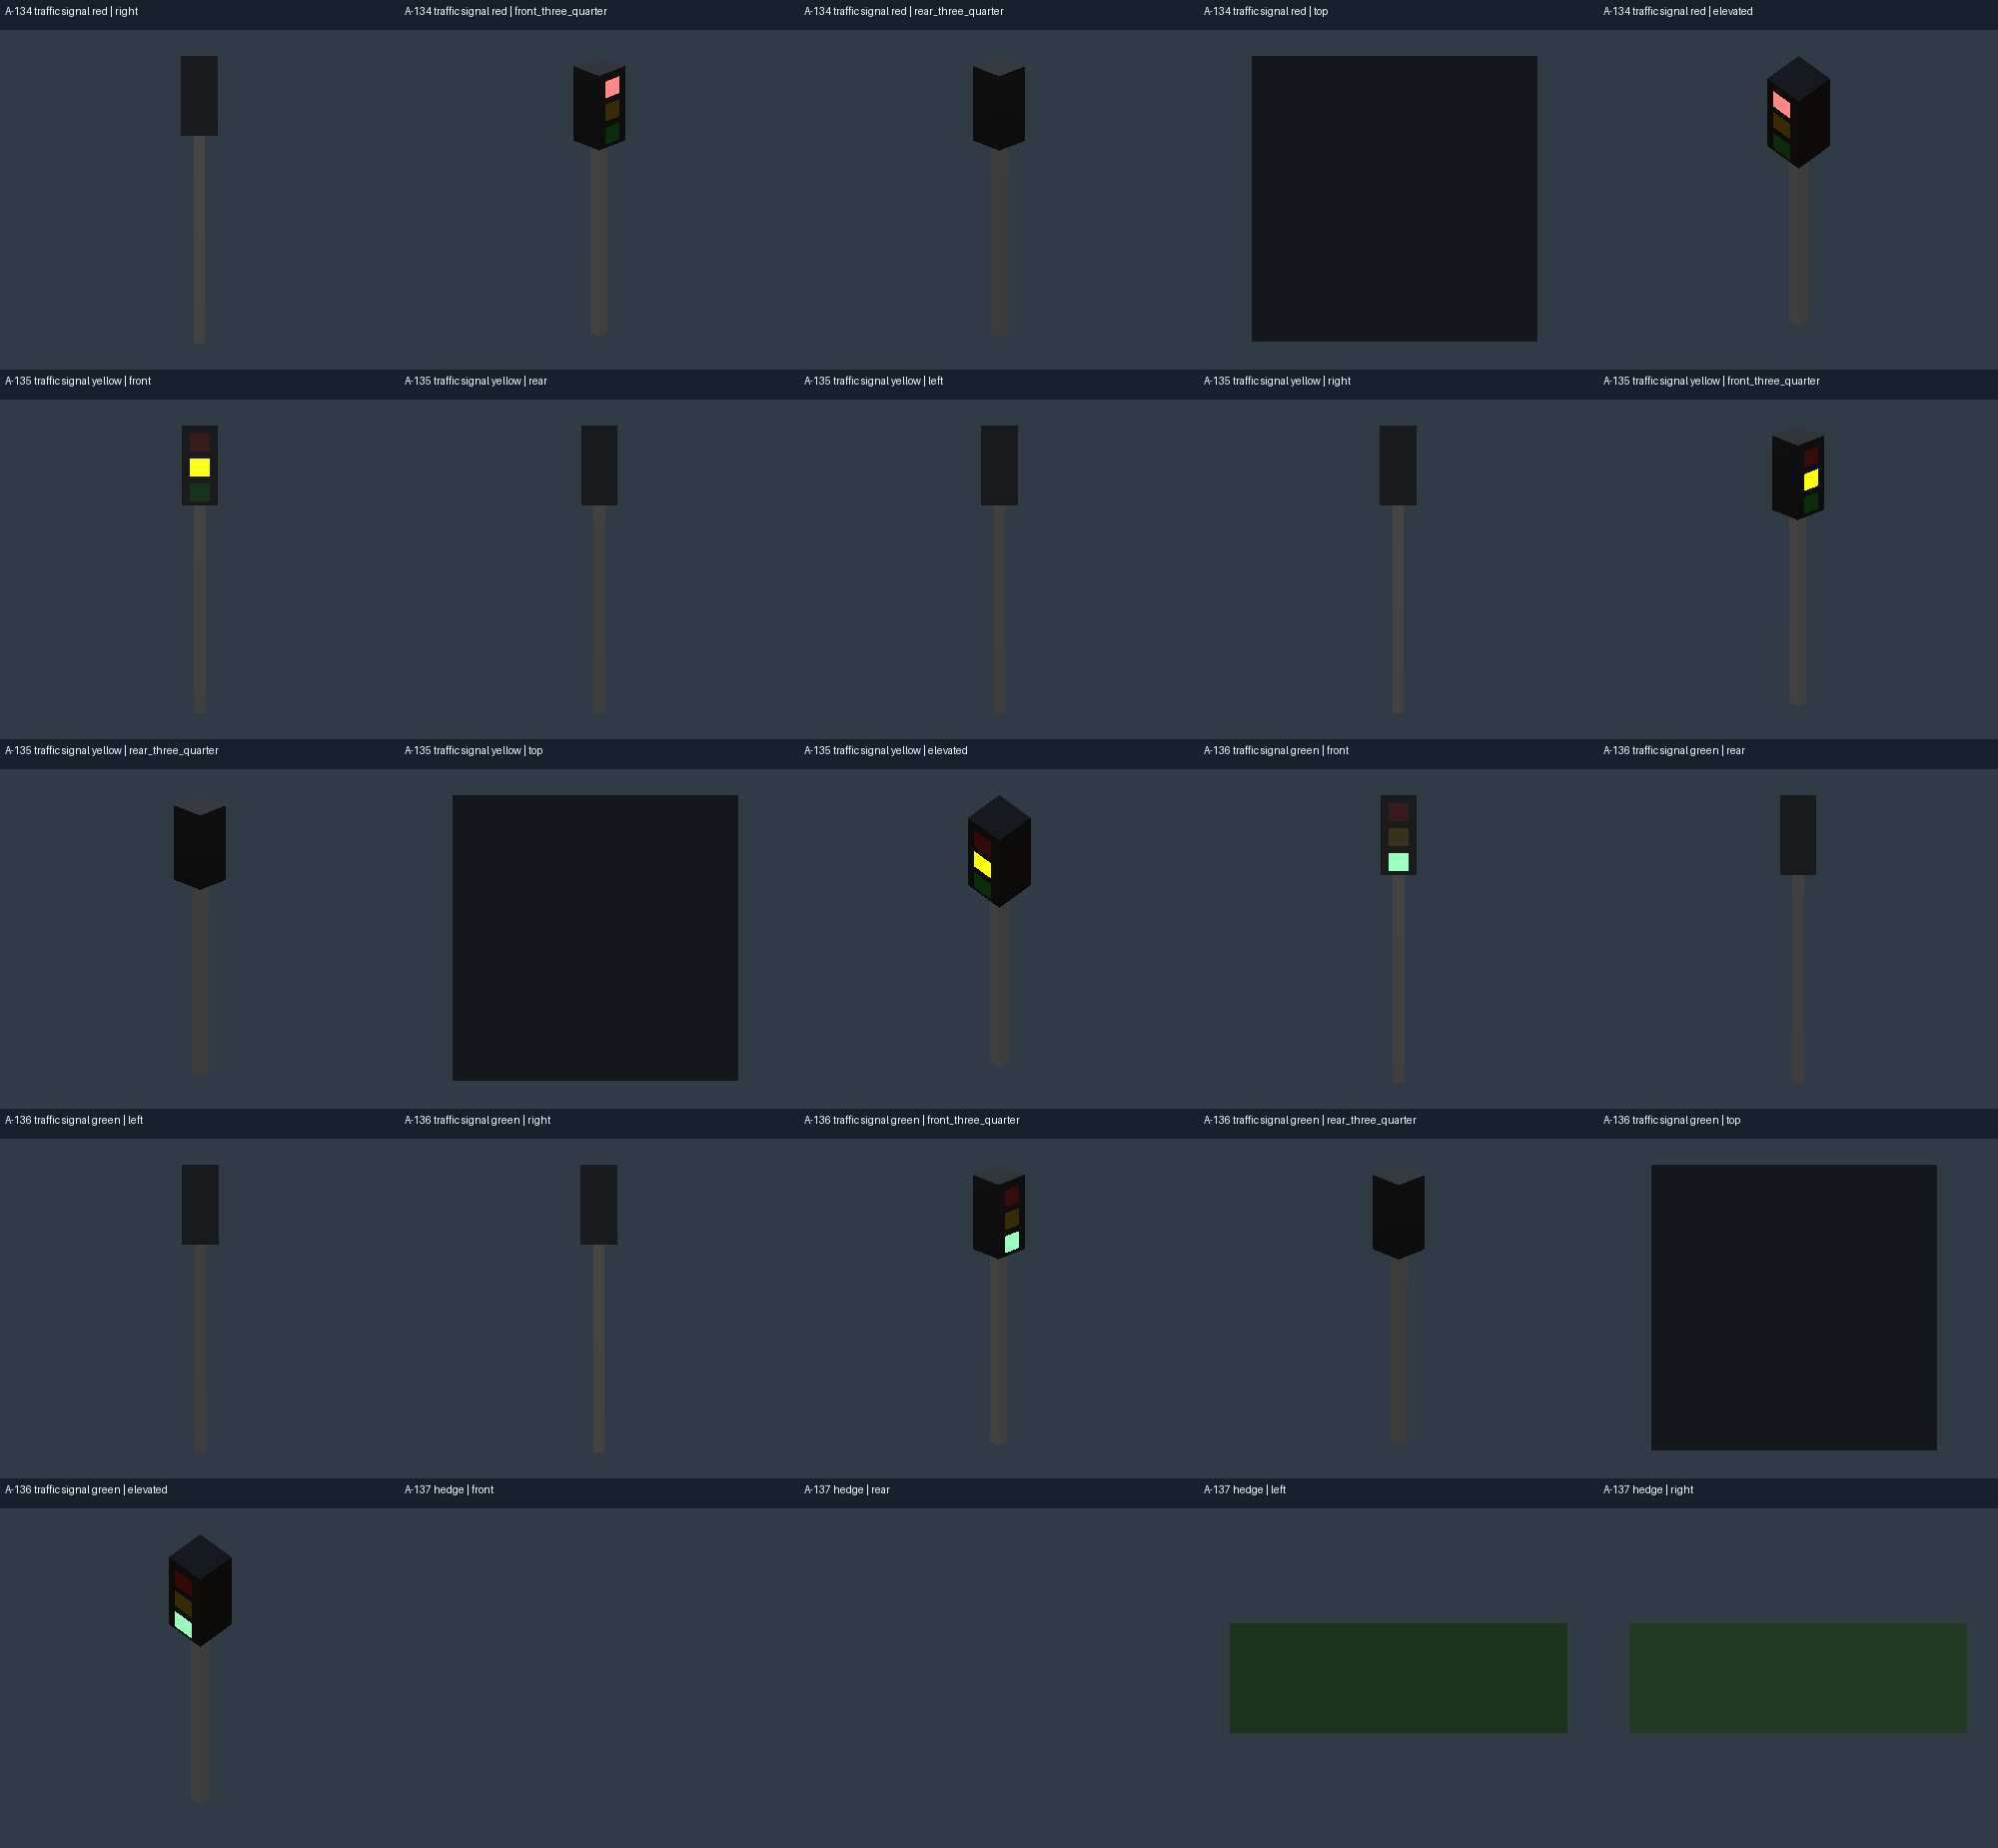 A-134 traffic signal red | right
A-134 traffic signal red | front_three_quarter
A-134 traffic signal red | rear_three_quarter
A-134 traffic signal red | top
A-134 traffic signal red | elevated
A-135 traffic signal yellow | front
A-135 traffic signal yellow | rear
A-135 traffic signal yellow | left
A-135 traffic signal yellow | right
A-135 traffic signal yellow | front_three_quarter
A-135 traffic signal yellow | rear_three_quarter
A-135 traffic signal yellow | top
A-135 traffic signal yellow | elevated
A-136 traffic signal green | front
A-136 traffic signal green | rear
A-136 traffic signal green | left
A-136 traffic signal green | right
A-136 traffic signal green | front_three_quarter
A-136 traffic signal green | rear_three_quarter
A-136 traffic signal green | top
A-136 traffic signal green | elevated
A-137 hedge | front
A-137 hedge | rear
A-137 hedge | left
A-137 hedge | right